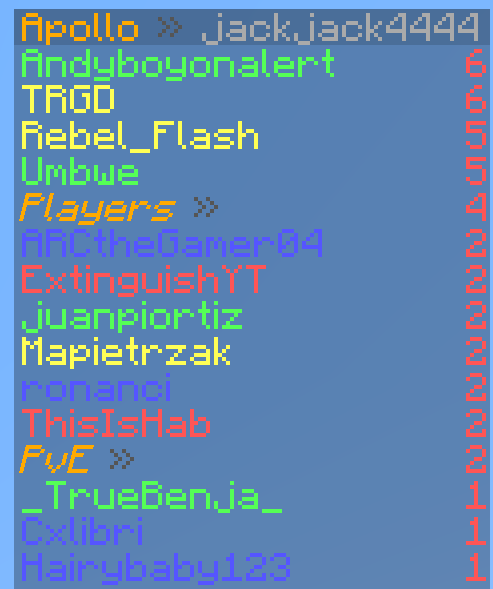 Apollo » jackjack4444
Andyboyonalert 6
TRGD 6
Rebel_Flash 5
Umbwe 5
Players » 4
ARCtheGamer04 2
ExtinguishYT 2
juanpiortiz 2
Mapietrzak 2
ronanci 2
ThisIsHab 2
PvE » 2
_TrueBenja_ 1
Cxlibri 1
Hairybaby123 1